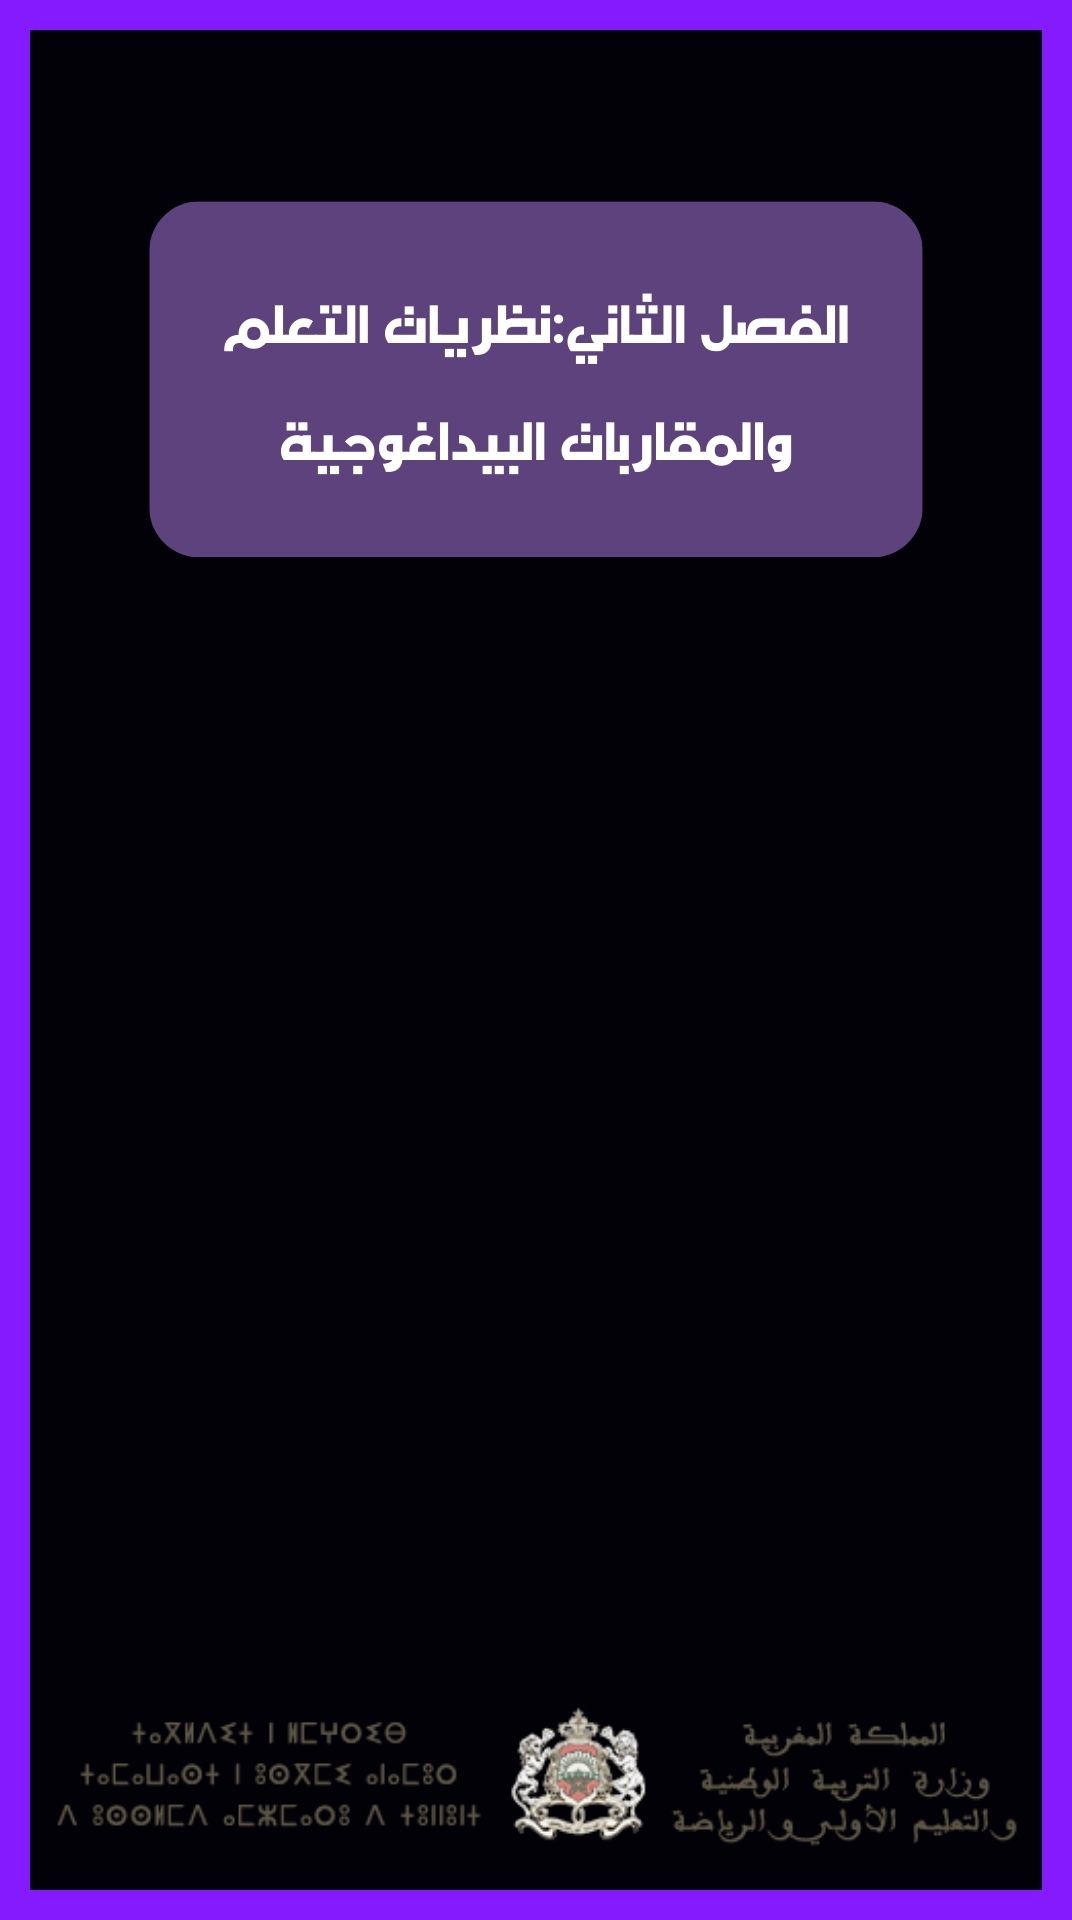 الفصل الثاني:نظريات التعلم
والمقاربات البيداغوجية
المملكة المغربية
وزارة التربية الوطنية
والتعليم الأولي والرياضة
ⵜⴰⴳⵍⴷⵉⵜ ⵏ ⵍⵎⵖⵔⵉⴱ
ⵜⴰⵎⴰⵡⴰⵙⵜ ⵏ ⵓⵙⴳⵎⵉ ⴰⵏⴰⵎⵓⵔ
ⴷ ⵓⵙⵙⵍⵎⴷ ⴰⵎⵣⵎⴰⵔⵓ ⴷ ⵜⵓⵏⵏⵓⵏⵜ